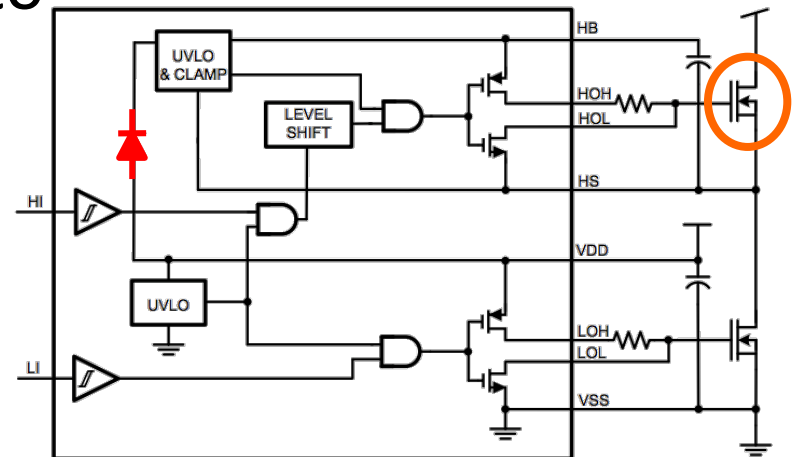 HB
UVLO
& CLAMP
HOH
LEVEL
SHIFT
HOL
HS
HI
VDD
UVLO
LOH
LOL
LI
VSS